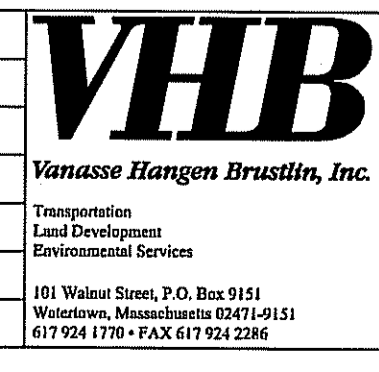 VHB
Vanasse Hangen Brustlin, Inc.
Transportation
Land Development
Environmental Services
101 Walnut Street, P.O. Box 9151
Watertown, Massachusetts 02471-9151
617 924 1770 • FAX 617 924 2286